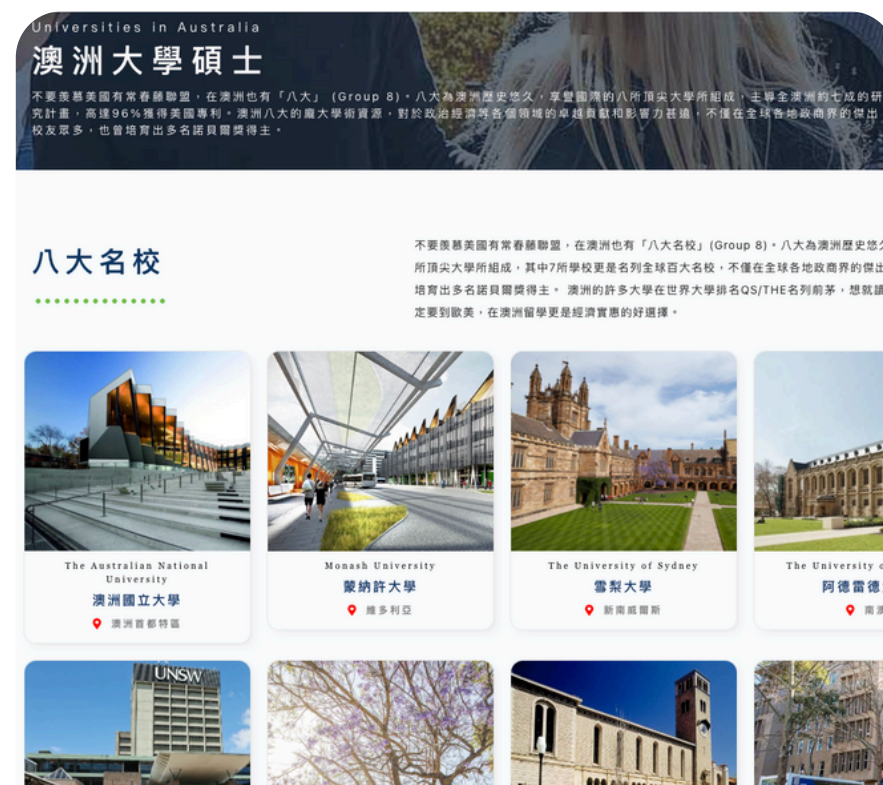 Universities in Australia
澳洲大學碩士
不要羨慕美國有常春藤聯盟，在澳洲也有「八大」 (Group 8)。八大為澳洲歷史悠久，享譽國際的八所頂尖大學所組成，主導全澳洲約七成的研
究計畫，高達96%獲得美國專利。澳洲八大的龐大學術資源，對於政治經濟等各個領域的卓越貢獻和影響力甚遠，不僅在全球各地政商界的傑出
校友眾多，也曾培育出多名諾貝爾獎得主。
八大名校
不要羨慕美國有常春藤聯盟，在澳洲也有「八大名校」(Group 8)。八大為澳洲歷史悠久
所頂尖大學所組成，其中7所學校更是名列全球百大名校，不僅在全球各地政商界的傑出
培育出多名諾貝爾獎得主。 澳洲的許多大學在世界大學排名QS/THE名列前茅，想就讀
定要到歐美，在澳洲留學更是經濟實惠的好選擇。
The Australian National
University
澳洲國立大學
澳洲首都特區
Monash University
蒙納許大學
維多利亞
The University of Sydney
雪梨大學
新南威爾斯
The University
阿德雷德
南澳
UNSW